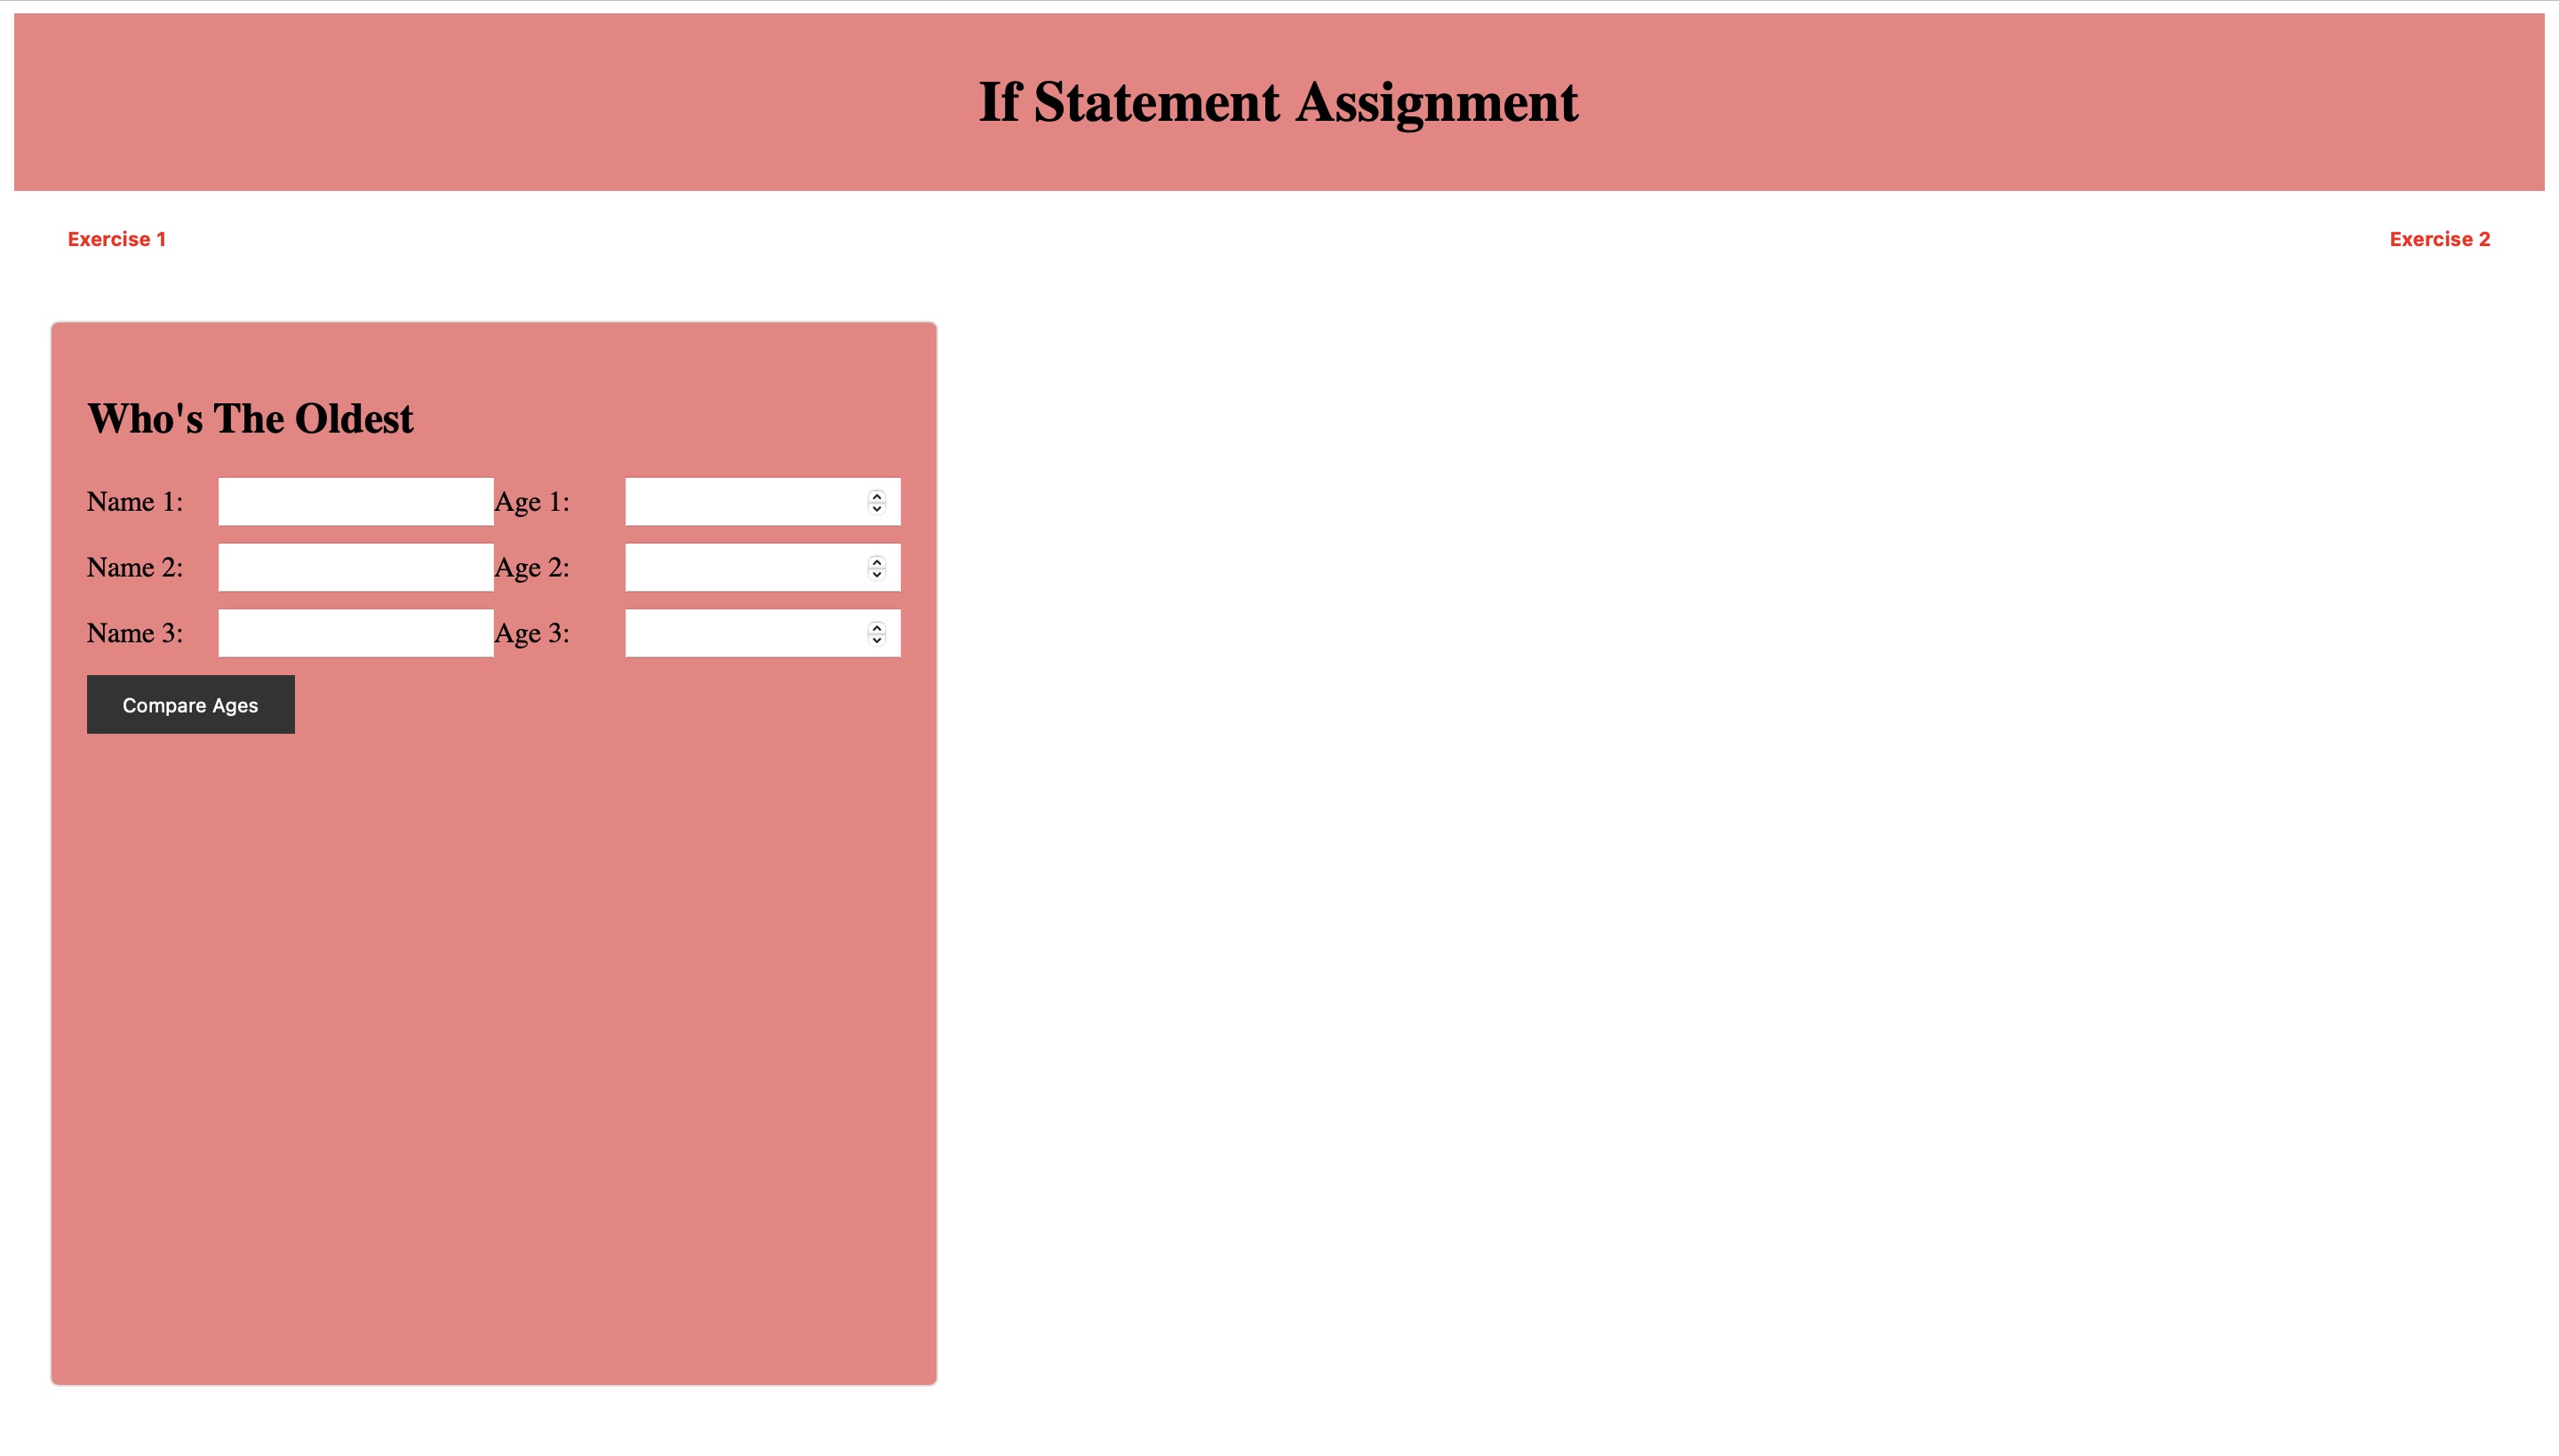 If Statement Assignment
Exercise 1 Exercise 2
Who's The Oldest
Name 1: Age 1:
Name 2: Age 2:
Name 3: Age 3:
Compare Ages